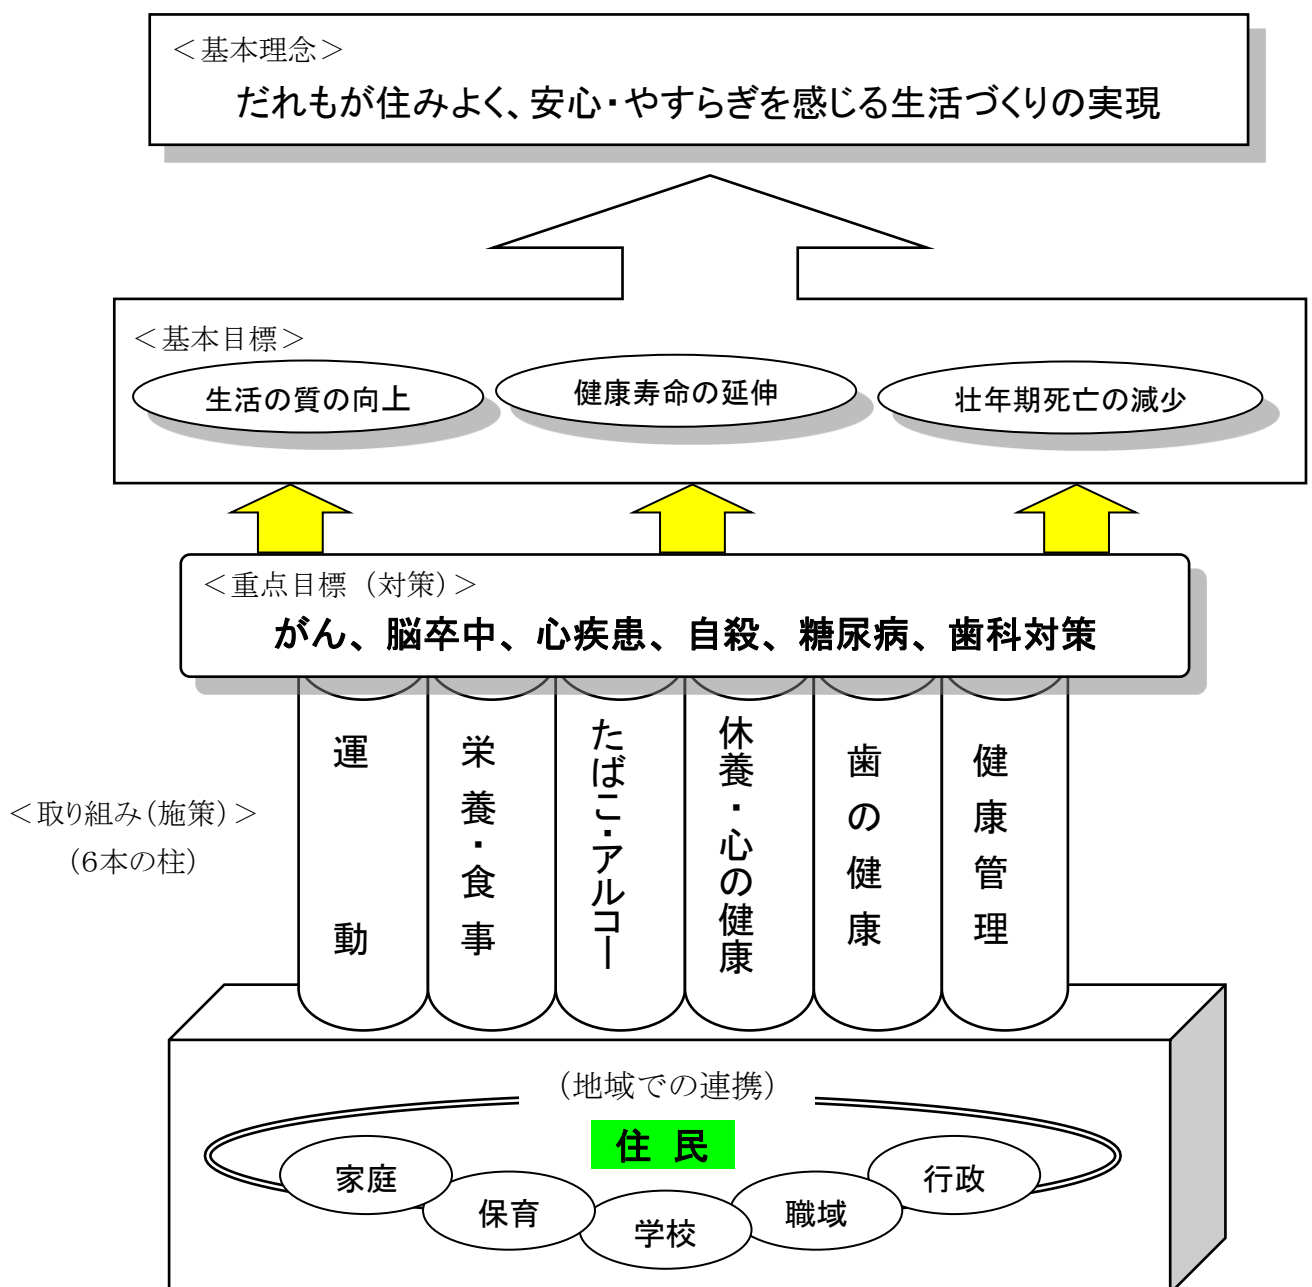 ＜基本理念＞
だれもが住みよく、安心・やすらぎを感じる生活づくりの実現
＜基本目標＞
生活の質の向上
健康寿命の延伸
壮年期死亡の減少
＜重点目標（対策）＞
がん、脳卒中、心疾患、自殺、糖尿病、歯科対策
＜取り組み（施策）＞
（6本の柱）
運動
栄養・食事
たばこ・アルコー
休養・心の健康
歯の健康
健康管理
（地域での連携）
住 民
家庭
保育
学校
職域
行政